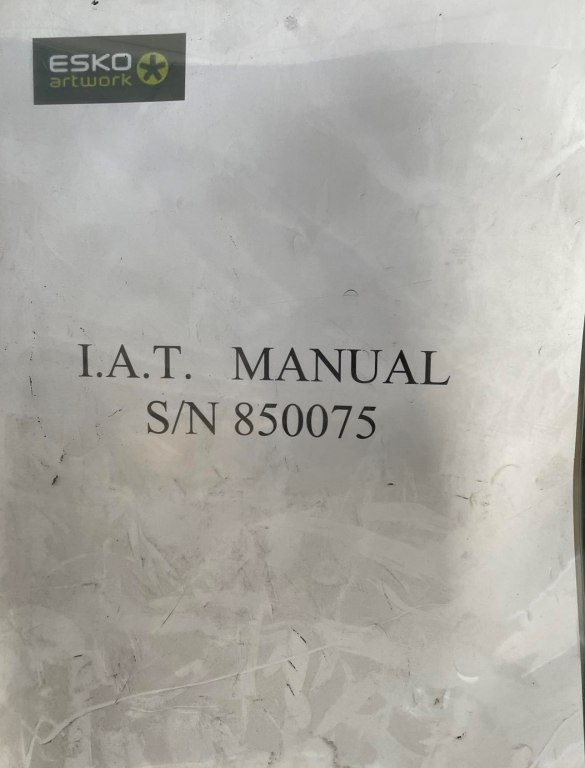 ESKO
artwork
I.A.T. MANUAL
S/N 850075